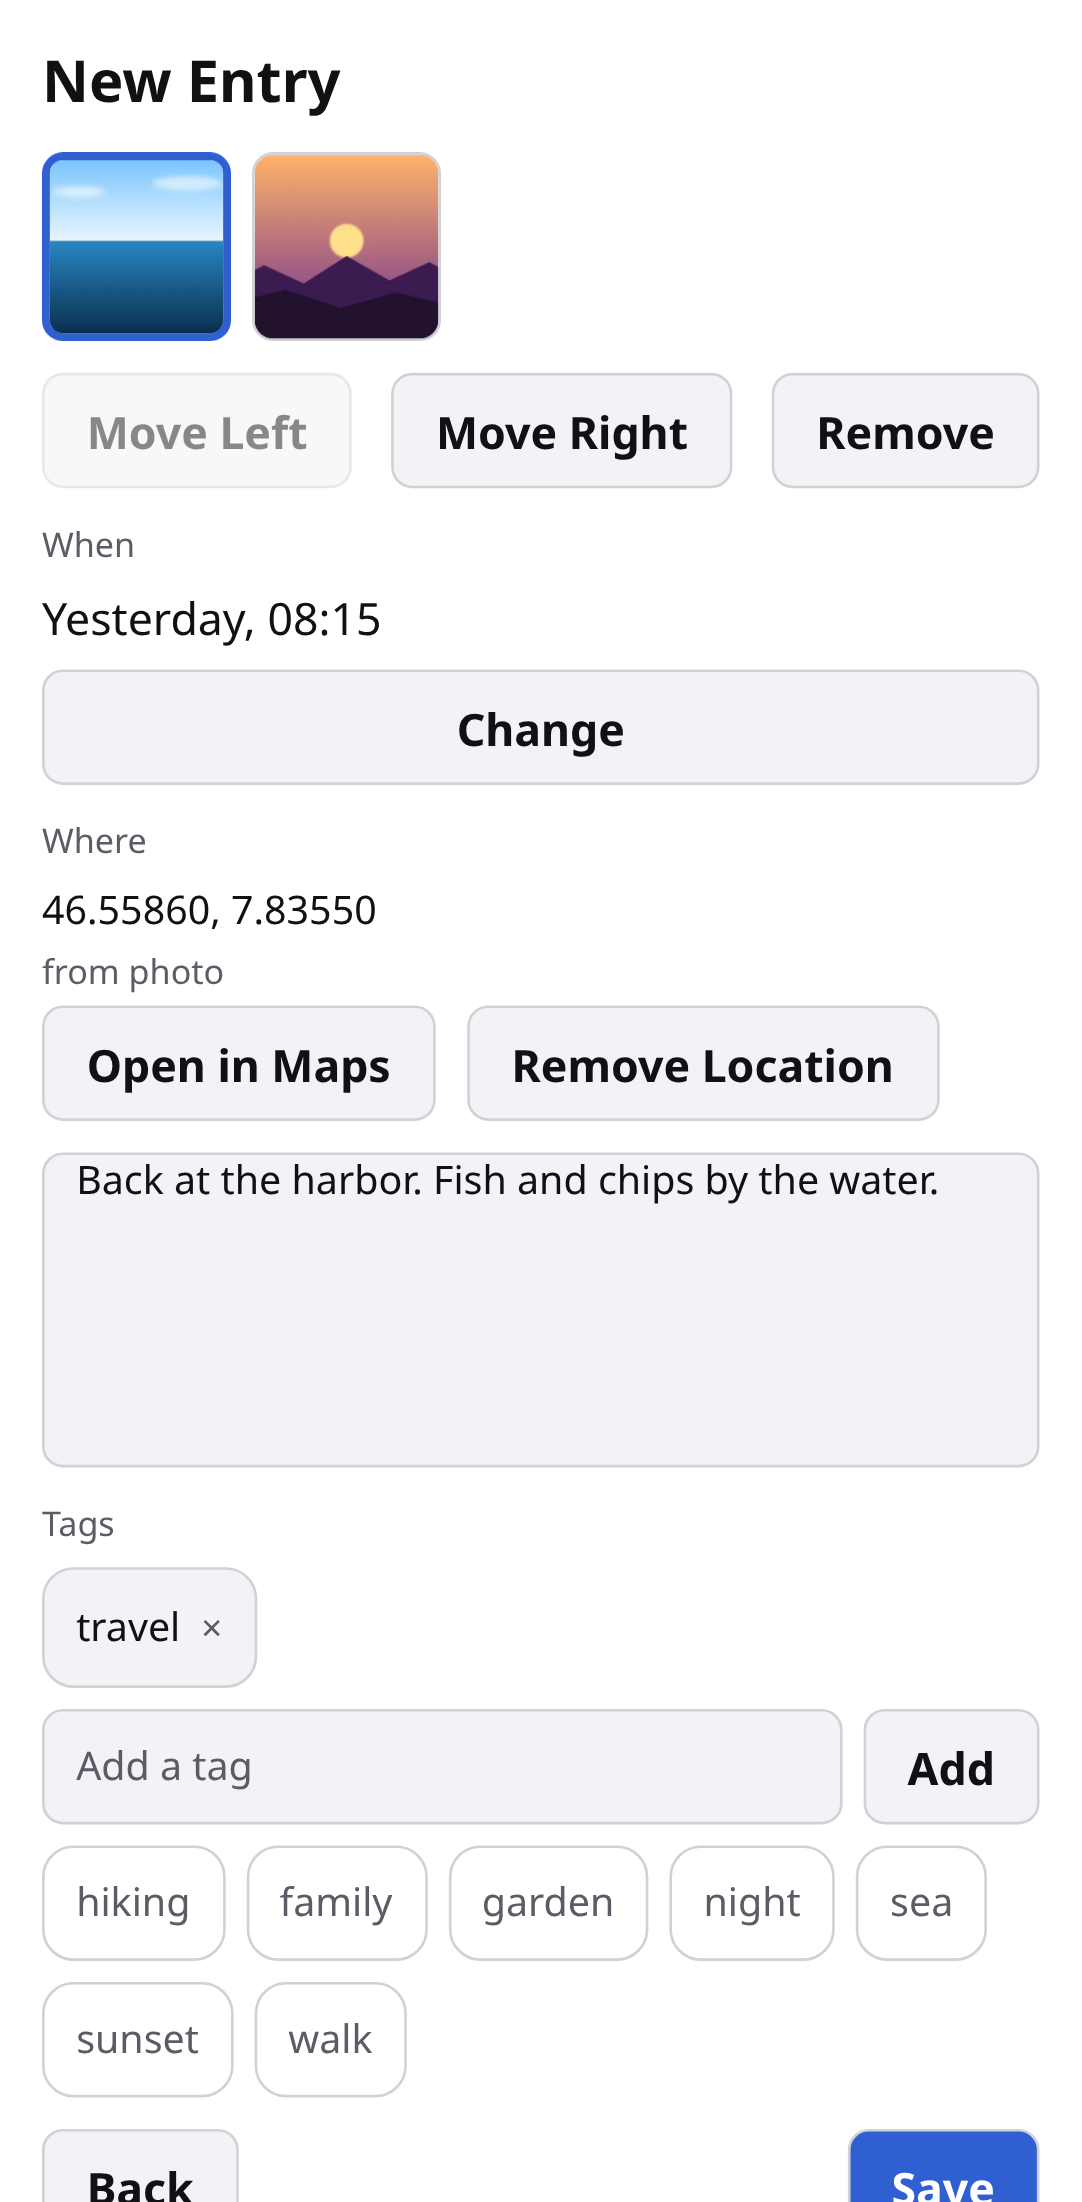 New Entry
Move Left Move Right Remove
When
Yesterday, 08:15
Change
Where
46.55860, 7.83550
from photo
Open in Maps Remove Location
Back at the harbor. Fish and chips by the water.
Tags
travel ×
Add a tag Add
hiking family garden night sea
sunset walk
Back Save